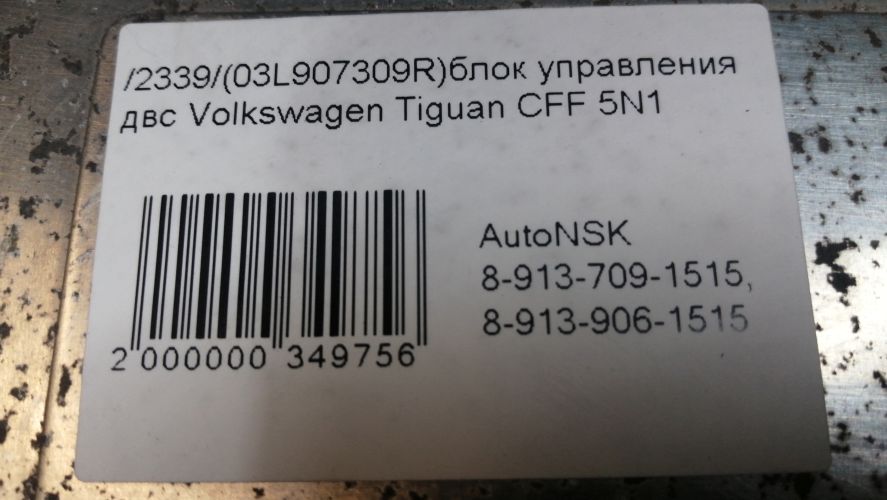 /2339/(03L907309R)блок управления
двс Volkswagen Tiguan CFF 5N1
AutoNSK
8-913-709-1515,
8-913-906-1515
2 000000 349756